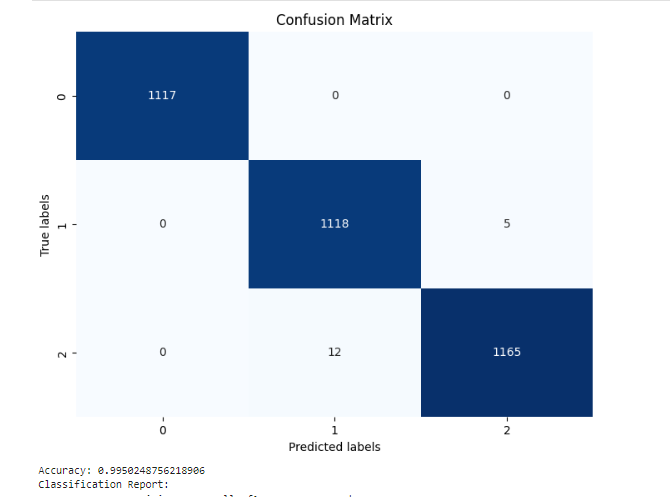 Confusion Matrix
0 1117 0 0
True labels
1 0 1118 5
2 0 12 1165
0 1 2
Predicted labels
Accuracy: 0.9950248756218906
Classification Report: